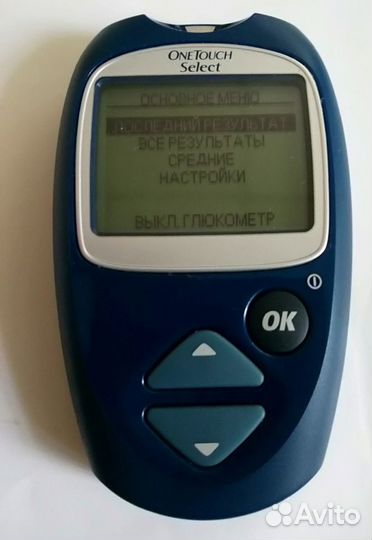 ONETOUCH
Select
ОСНОВНОЕ МЕНЮ
ПОСЛЕДНИЙ РЕЗУЛЬТАТ
ВСЕ РЕЗУЛЬТАТЫ
СРЕДНИЕ
НАСТРОЙКИ
ВЫКЛ. ГЛЮКОМЕТР
OK
Avito